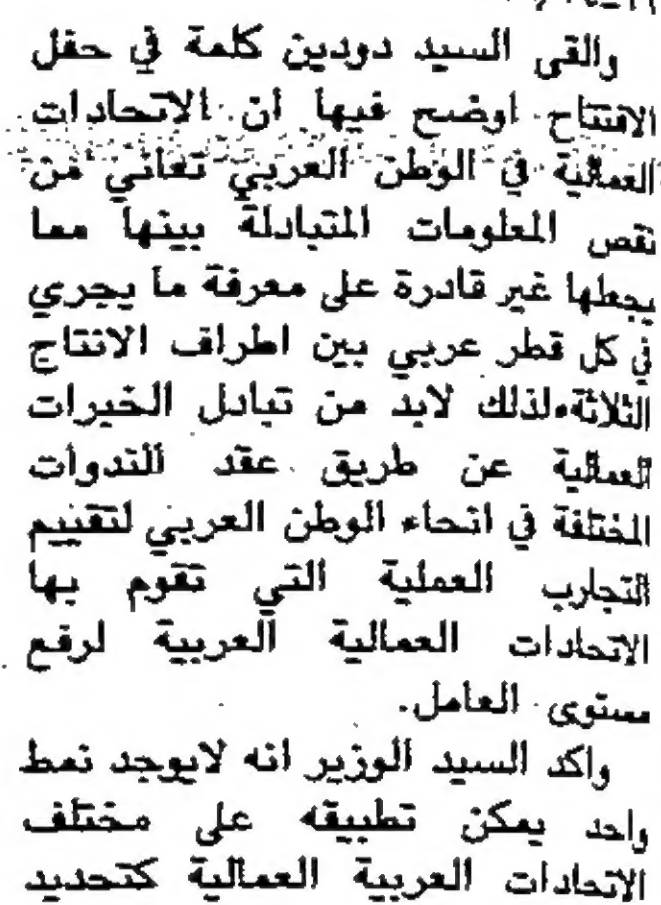 والقى السيد دودين كلمة في حفل
الافتتاح اوضح فيها ان الاتحادات
العمالية في الوطن العربي تعاني من
نقص المعلومات المتبادلة بينها مما
يجعلها غير قادرة على معرفة ما يجري
في كل قطر عربي بين اطراف الانتاج
الثلاثة،لذلك لابد من تبادل الخبرات
العمالية عن طريق عقد الندوات
المختلفة في انحاء الوطن العربي لتقييم
التجارب العملية التي تقوم بها
الاتحادات العمالية العربية لرفع
مستوى العامل.
واكد السيد الوزير انه لايوجد نمط
واحد يمكن تطبيقه على مختلف
الاتحادات العربية العمالية كتحديد